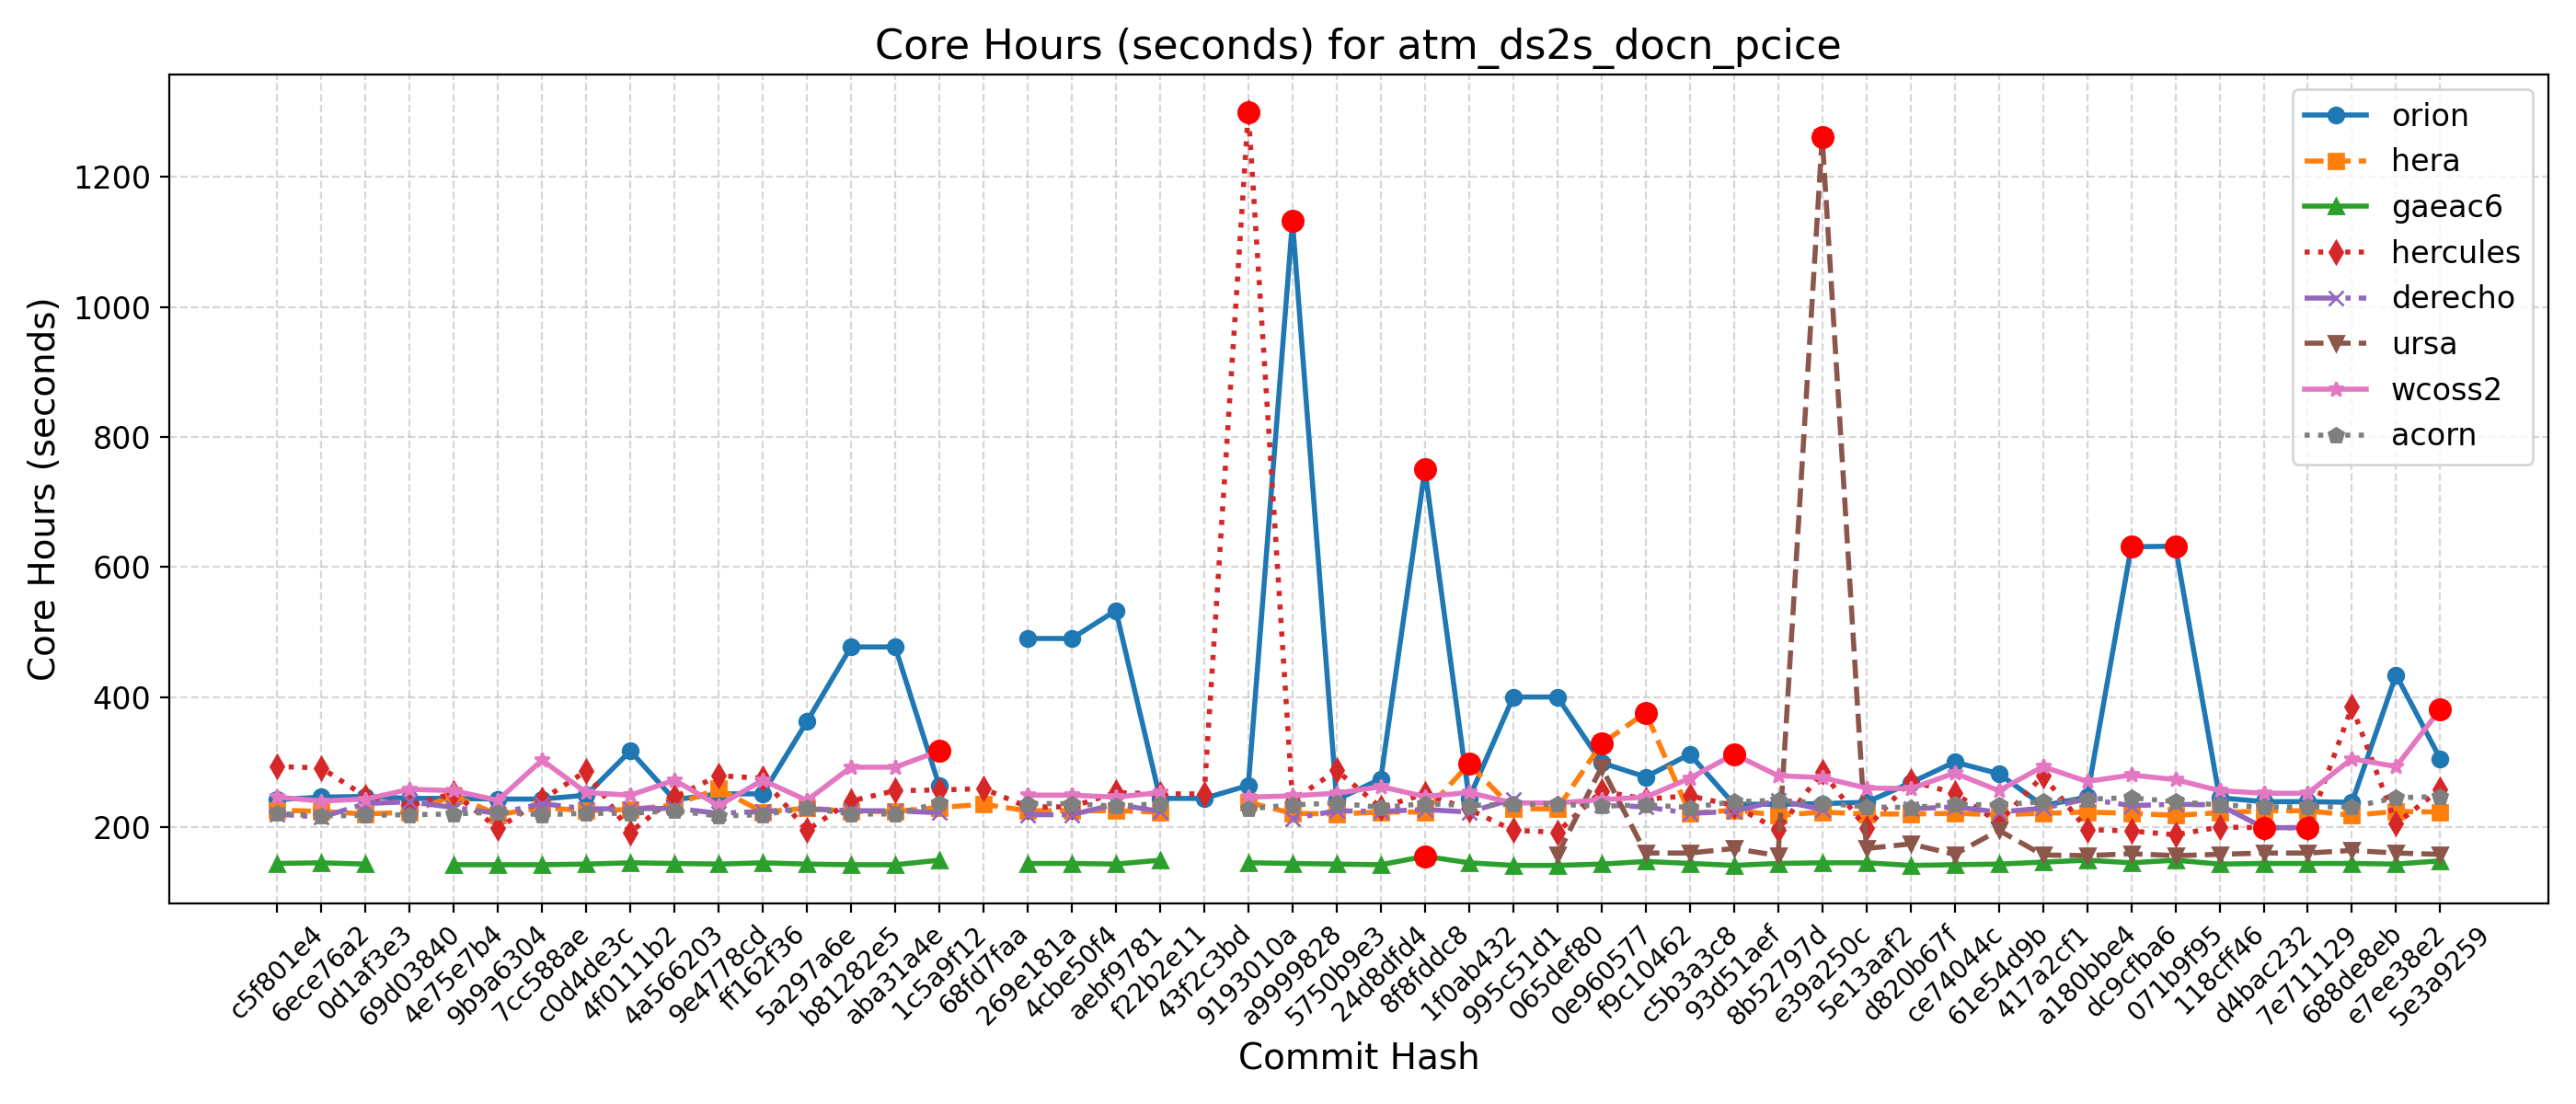 Core Hours (seconds) for atm_ds2s_docn_pcice
Core Hours (seconds)
1200
1000
800
600
400
200
orion
hera
gaeac6
hercules
derecho
ursa
wcoss2
acorn
c5f801e4
6ece76a2
0d1af3e3
69d03840
4e75e7b4
9b9a6304
7cc588ae
c0d4de3c
4f0111b2
4a566203
9e4778cd
ff162f36
5a297a6e
b81282e5
aba31a4e
1c5a9f12
68fd7faa
269e181a
4cbe50f4
aebf9781
f22b2e11
43f2c3bd
9193010a
a9999828
5750b9e3
24d8dfd4
8f8fddc8
1f0ab432
995c51d1
065def80
0e960577
f9c10462
c5b3a3c8
93d51aef
8b52797d
e39a250c
5e13aaf2
d820b67f
ce74044c
61e54d9b
417a2cf1
a180bbe4
dc9cfba6
071b9f95
118cff46
d4bac232
7e711129
688de8eb
e7ee38e2
5e3a9259
Commit Hash